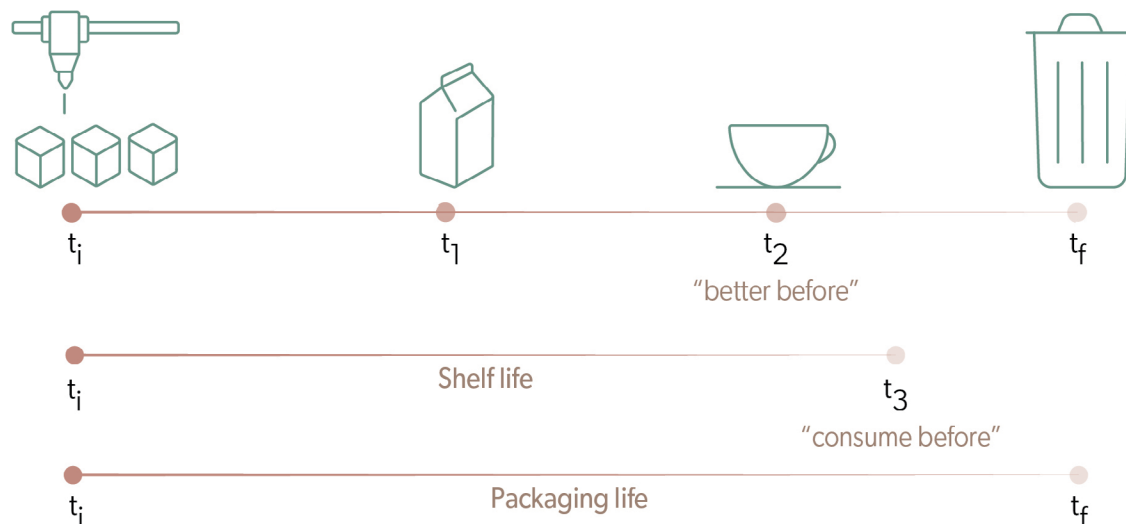 ti t1 t2 tf
“better before”
Shelf life
ti t3
“consume before”
Packaging life
ti tf